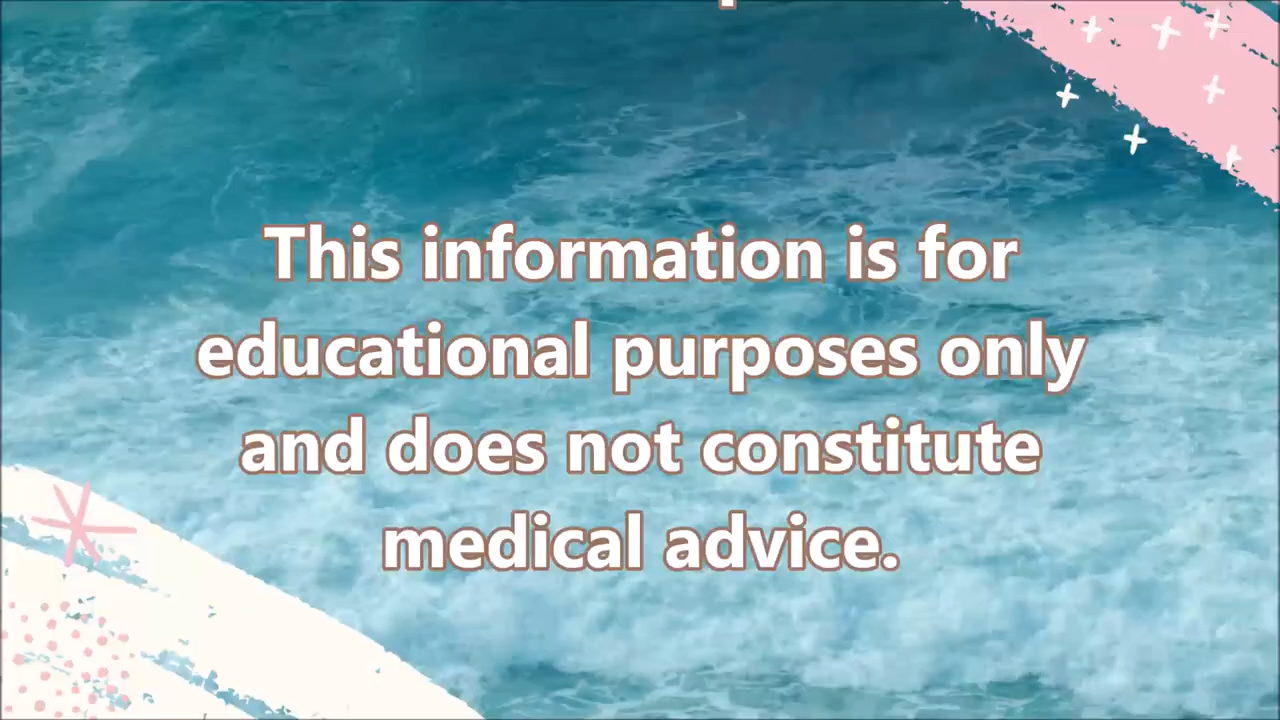 This information is for
educational purposes only
and does not constitute
medical advice.